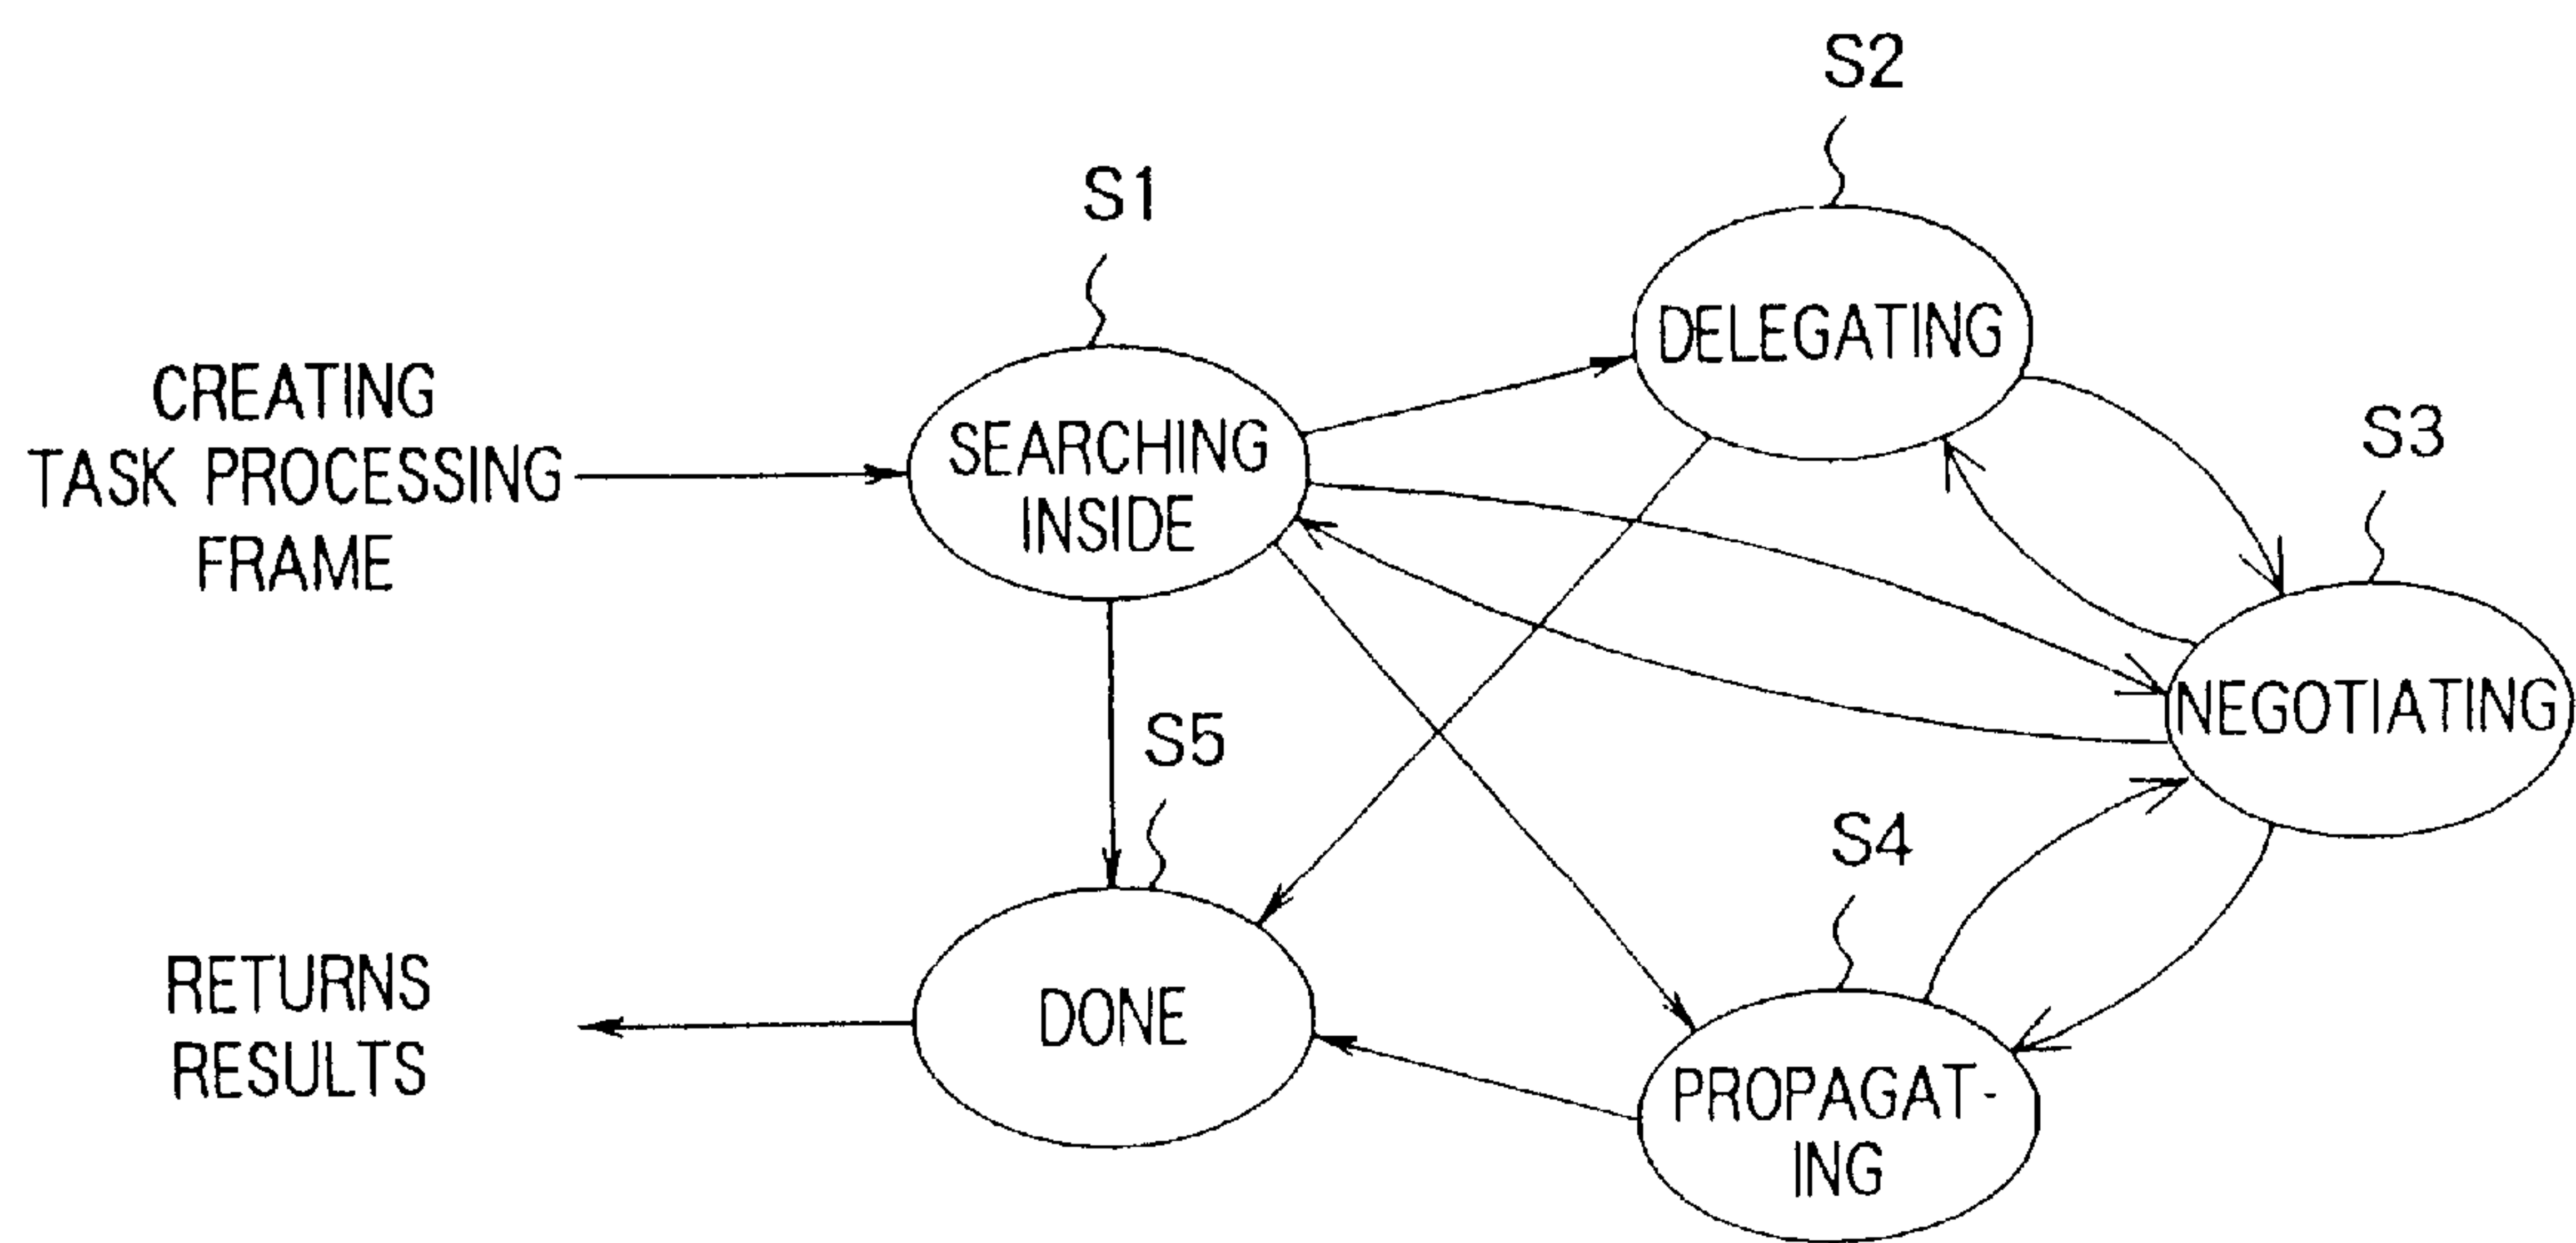 S2
S1
DELEGATING
CREATING
TASK PROCESSING
FRAME
SEARCHING
INSIDE
S3
NEGOTIATING
S5
S4
DONE
RETURNS
RESULTS
PROPAGAT-
ING